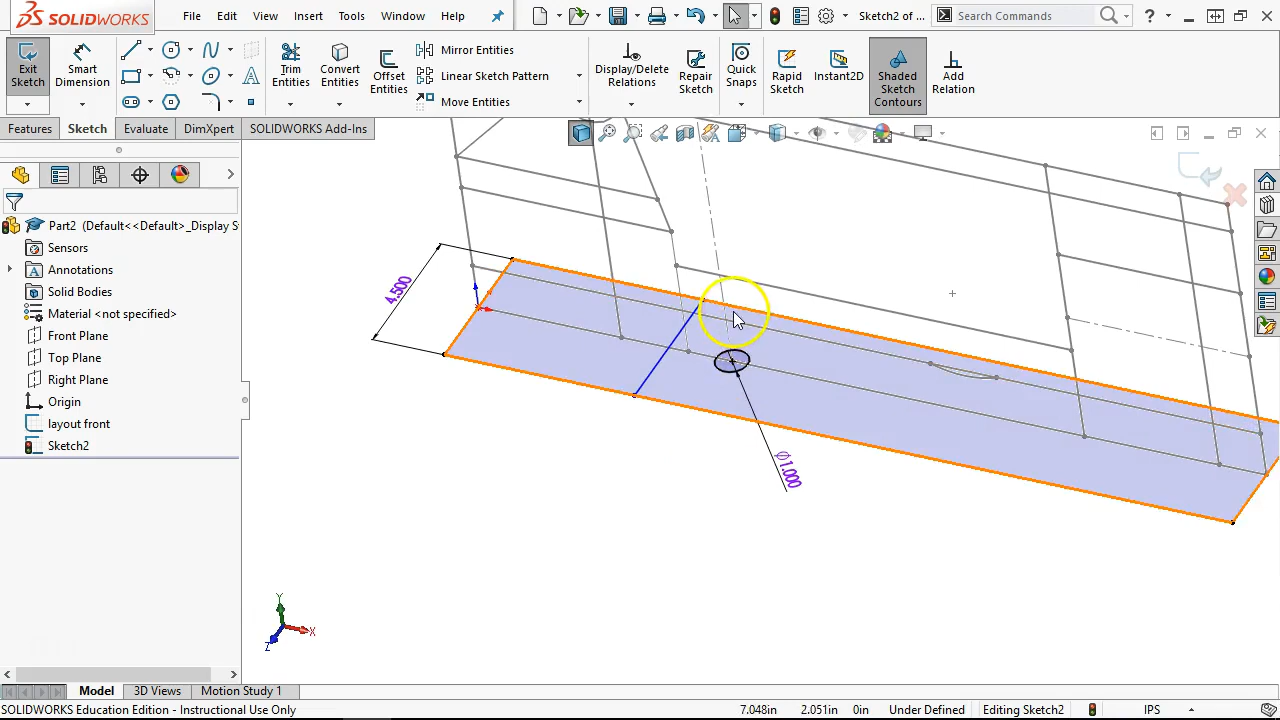 SOLIDWORKS
File
Edit
View
Insert
Tools
Window
Help
Sketch2 of ...
Search Commands
?
Exit Sketch
Smart Dimension
Trim Entities
Convert Entities
Offset Entities
Mirror Entities
Linear Sketch Pattern
Move Entities
Display/Delete Relations
Repair Sketch
Quick Snaps
Rapid Sketch
Instant2D
Shaded Sketch Contours
Add Relation
Features
Sketch
Evaluate
DimXpert
SOLIDWORKS Add-Ins
Part2 (Default<<Default>_Display S
Sensors
Annotations
Solid Bodies
Material <not specified>
Front Plane
Top Plane
Right Plane
Origin
layout front
Sketch2
4.500
Ø1.000
Y
X
Z
Model
3D Views
Motion Study 1
SOLIDWORKS Education Edition - Instructional Use Only
7.048in
2.051in
0in
Under Defined
Editing Sketch2
IPS